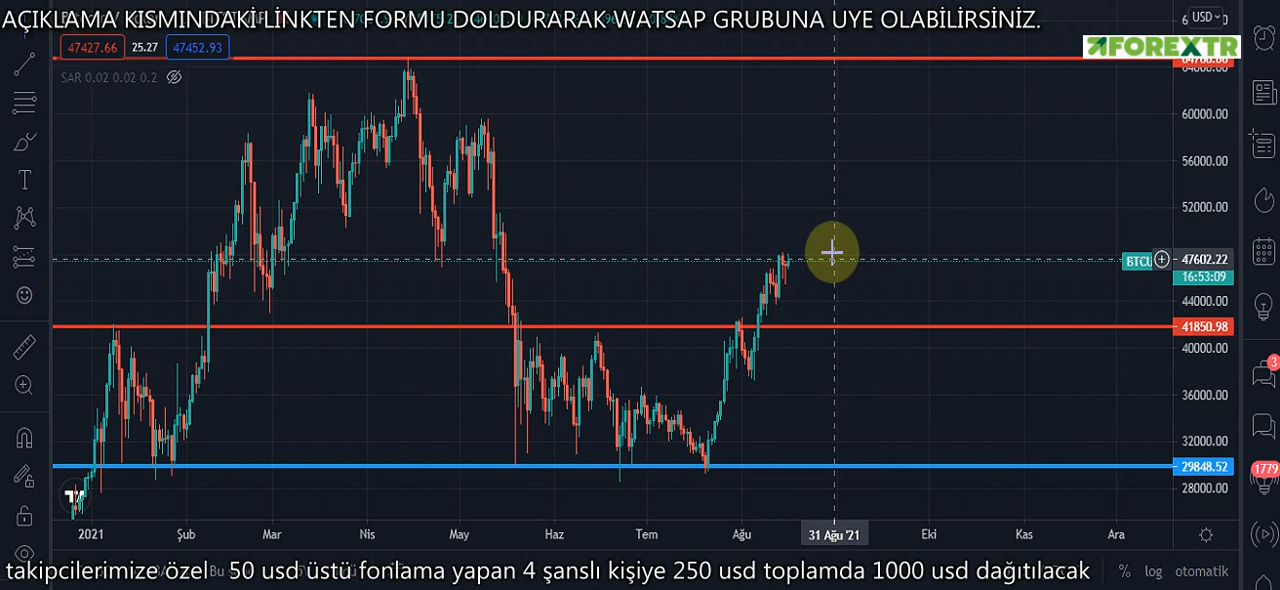 AÇIKLAMA KISMINDAKİ LİNKTEN FORMU DOLDURARAK WATSAP GRUBUNA UYE OLABİLİRSİNİZ.
USD
FOREXTR
47427.66 25.27 47452.93
SAR 0.02 0.02 0.2
64000.00
60000.00
56000.00
52000.00
BTCU 47602.22
16:53:09
44000.00
41850.98
40000.00
36000.00
32000.00
29848.52
28000.00
3
1779
2021 Şub Mar Nis May Haz Tem Ağu 31 Ağu '21 Eki Kas Ara
takipcilerimize özel 50 usd üstü fonlama yapan 4 şanslı kişiye 250 usd toplamda 1000 usd dağıtılacak
% log otomatik